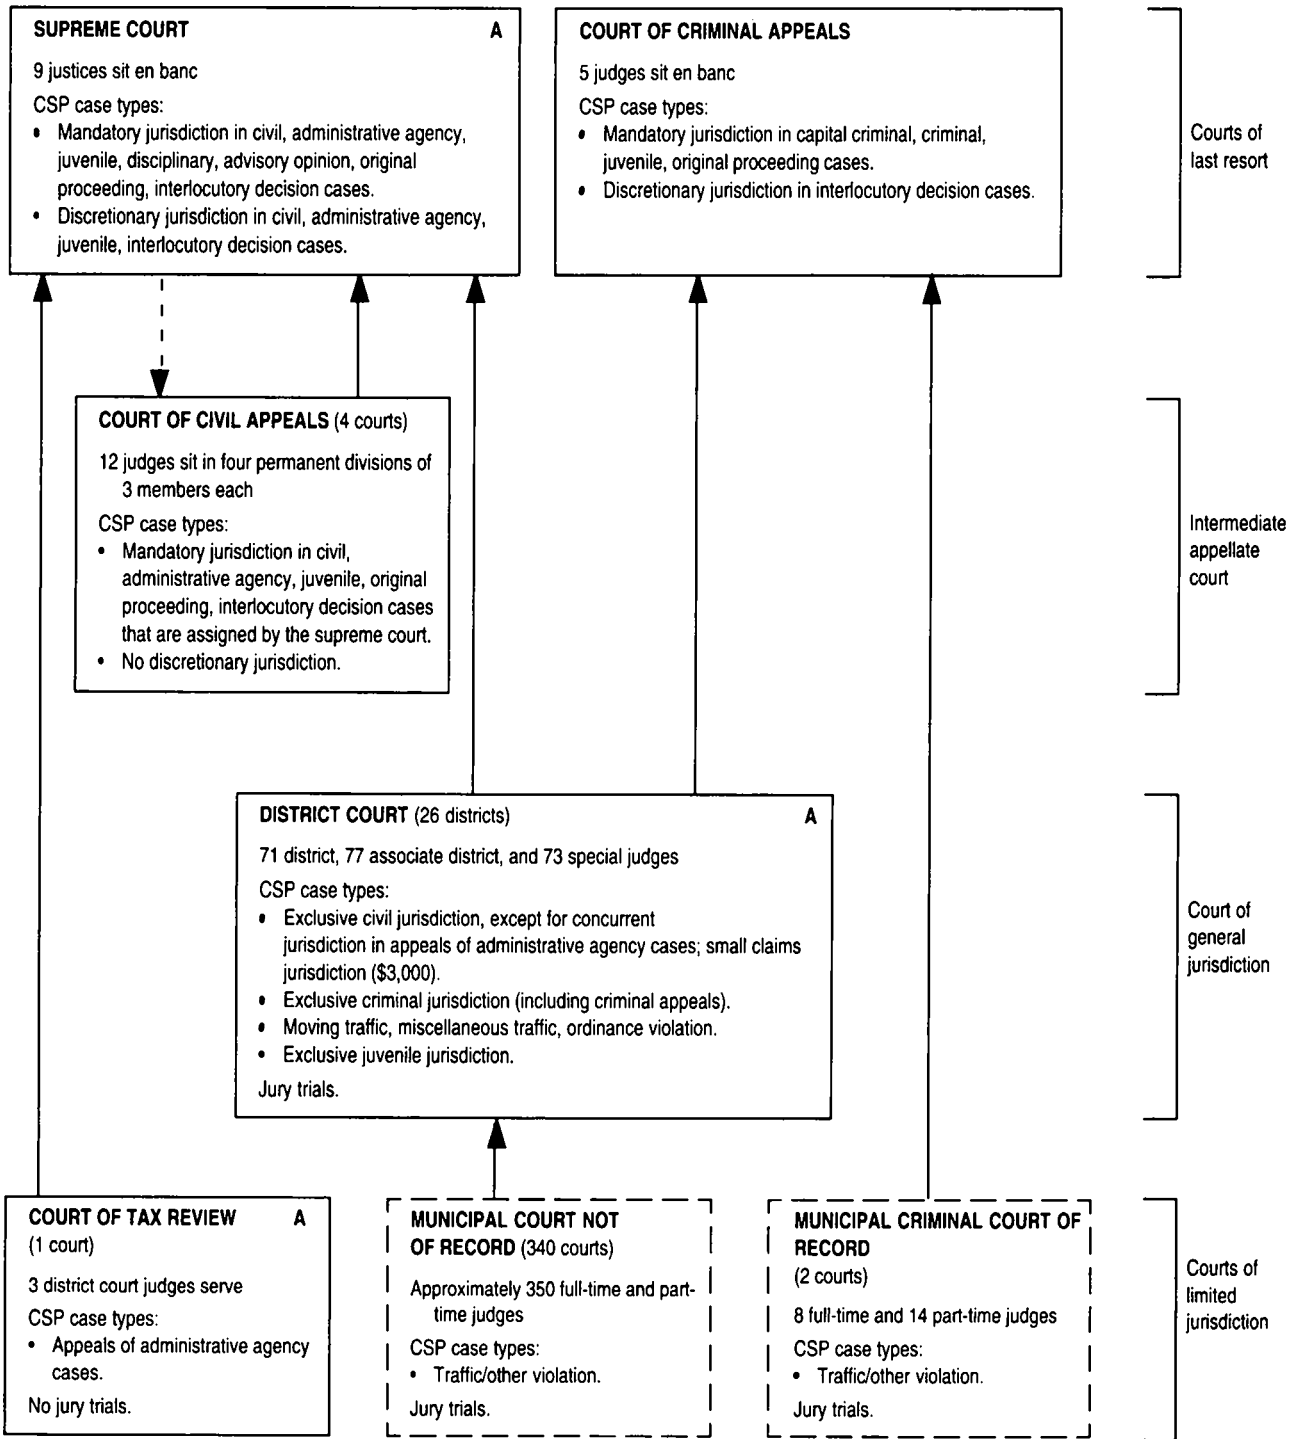 SUPREME COURT A
9 justices sit en banc
CSP case types:
• Mandatory jurisdiction in civil, administrative agency,
juvenile, disciplinary, advisory opinion, original
proceeding, interlocutory decision cases.
• Discretionary jurisdiction in civil, administrative agency,
juvenile, interlocutory decision cases.
COURT OF CRIMINAL APPEALS
5 judges sit en banc
CSP case types:
• Mandatory jurisdiction in capital criminal, criminal,
juvenile, original proceeding cases.
• Discretionary jurisdiction in interlocutory decision cases.
Courts of
last resort
COURT OF CIVIL APPEALS (4 courts)
12 judges sit in four permanent divisions of
3 members each
CSP case types:
• Mandatory jurisdiction in civil,
administrative agency, juvenile, original
proceeding, interlocutory decision cases
that are assigned by the supreme court.
• No discretionary jurisdiction.
Intermediate
appellate
court
DISTRICT COURT (26 districts) A
71 district, 77 associate district, and 73 special judges
CSP case types:
• Exclusive civil jurisdiction, except for concurrent
jurisdiction in appeals of administrative agency cases; small claims
jurisdiction ($3,000).
• Exclusive criminal jurisdiction (including criminal appeals).
• Moving traffic, miscellaneous traffic, ordinance violation.
• Exclusive juvenile jurisdiction.
Jury trials.
Court of
general
jurisdiction
COURT OF TAX REVIEW A
(1 court)
3 district court judges serve
CSP case types:
• Appeals of administrative agency
cases.
No jury trials.
MUNICIPAL COURT NOT
OF RECORD (340 courts)
Approximately 350 full-time and part-
time judges
CSP case types:
• Traffic/other violation.
Jury trials.
MUNICIPAL CRIMINAL COURT OF
RECORD
(2 courts)
8 full-time and 14 part-time judges
CSP case types:
• Traffic/other violation.
Jury trials.
Courts of
limited
jurisdiction